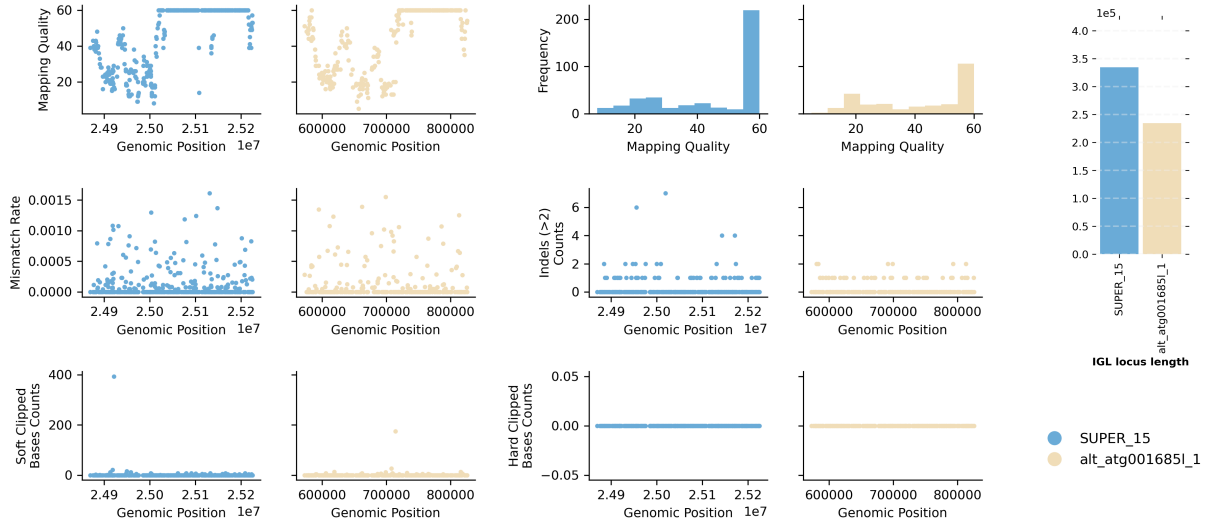 60
40
20
Mapping Quality
2.49 2.50 2.51 2.52
Genomic Position 1e7
600000 700000 800000
Genomic Position
200
100
0
Frequency
20 40 60
Mapping Quality
20 40 60
Mapping Quality
1e5
4.0
3.5
3.0
2.5
2.0
1.5
1.0
0.5
0.0
SUPER_15
alt_atg001685l_1
IGL locus length
0.0015
0.0010
0.0005
0.0000
Mismatch Rate
2.49 2.50 2.51 2.52
Genomic Position 1e7
600000 700000 800000
Genomic Position
6
4
2
0
Indels (>2)
Counts
2.49 2.50 2.51 2.52
Genomic Position 1e7
600000 700000 800000
Genomic Position
400
200
0
Soft Clipped
Bases Counts
2.49 2.50 2.51 2.52
Genomic Position 1e7
600000 700000 800000
Genomic Position
0.05
0.00
−0.05
Hard Clipped
Bases Counts
2.49 2.50 2.51 2.52
Genomic Position 1e7
600000 700000 800000
Genomic Position
SUPER_15
alt_atg001685l_1